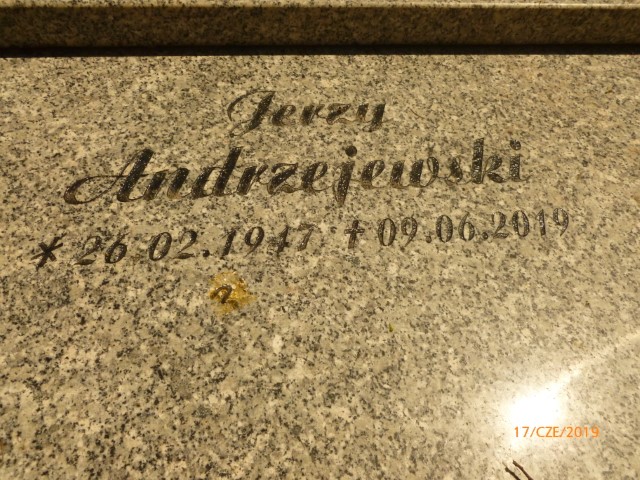 Jerzy
Andrzejewski
* 26.02.1947 † 09.06.2019
17/CZE/2019